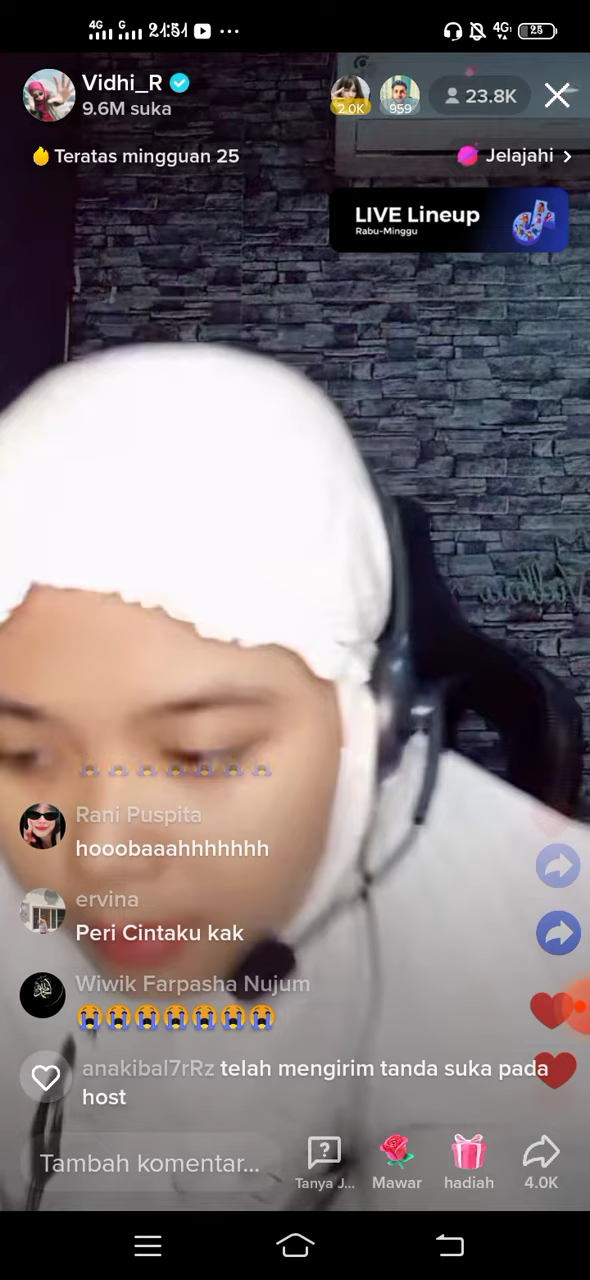 4G G 21:51 4G 25
Vidhi_R
9.6M suka
2.0K 959 23.8K
Teratas mingguan 25
Jelajahi >
LIVE Lineup
Rabu-Minggu
Rani Puspita
hooobaaahhhhhhh
ervina
Peri Cintaku kak
Wiwik Farpasha Nujum
😭😭😭😭😭😭😭
anakibal7rRz telah mengirim tanda suka pada
host
Tambah komentar...
Tanya J... Mawar hadiah 4.0K